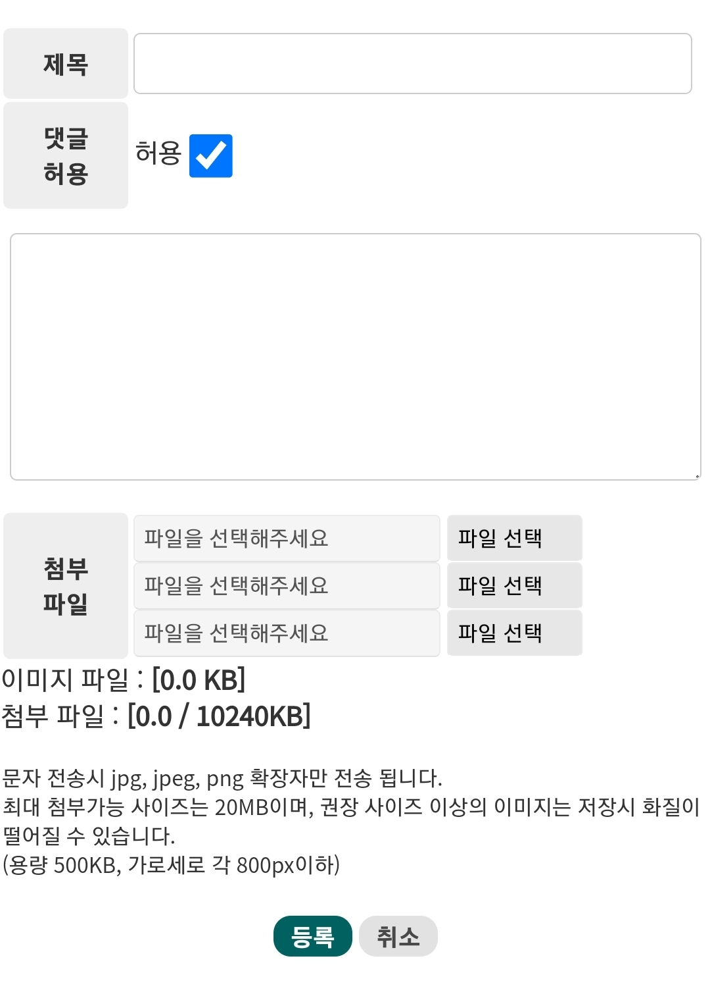 제목
댓글
허용
허용
첨부
파일
파일을 선택해주세요 파일 선택
파일을 선택해주세요 파일 선택
파일을 선택해주세요 파일 선택
이미지 파일 : [0.0 KB]
첨부 파일 : [0.0 / 10240KB]
문자 전송시 jpg, jpeg, png 확장자만 전송 됩니다.
최대 첨부가능 사이즈는 20MB이며, 권장 사이즈 이상의 이미지는 저장시 화질이
떨어질 수 있습니다.
(용량 500KB, 가로세로 각 800px이하)
등록 취소